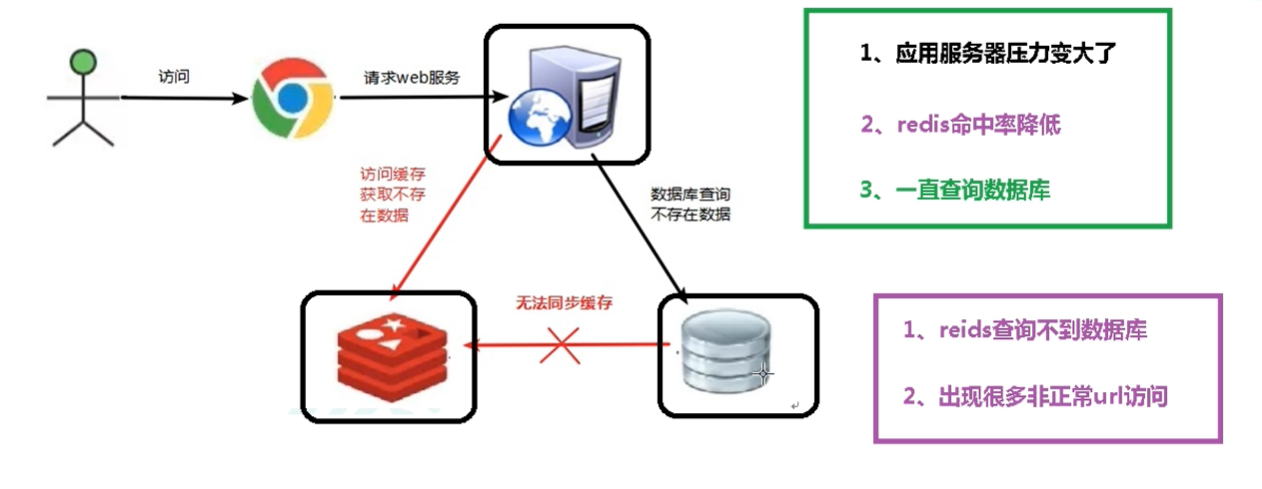 访问
请求web服务
访问缓存
获取不存
在数据
数据库查询
不存在数据
无法同步缓存
1、应用服务器压力变大了
2、redis命中率降低
3、一直查询数据库
1、reids查询不到数据库
2、出现很多非正常url访问